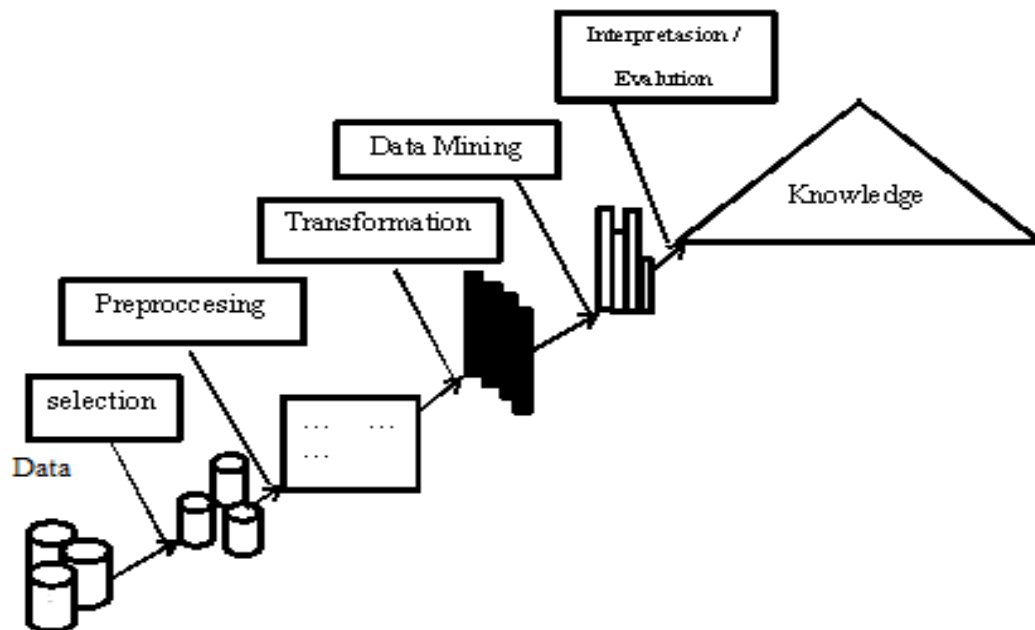 Interpretasion /
Evalution
Data Mining
Knowledge
Transformation
Preproccesing
selection
... ...
...
Data